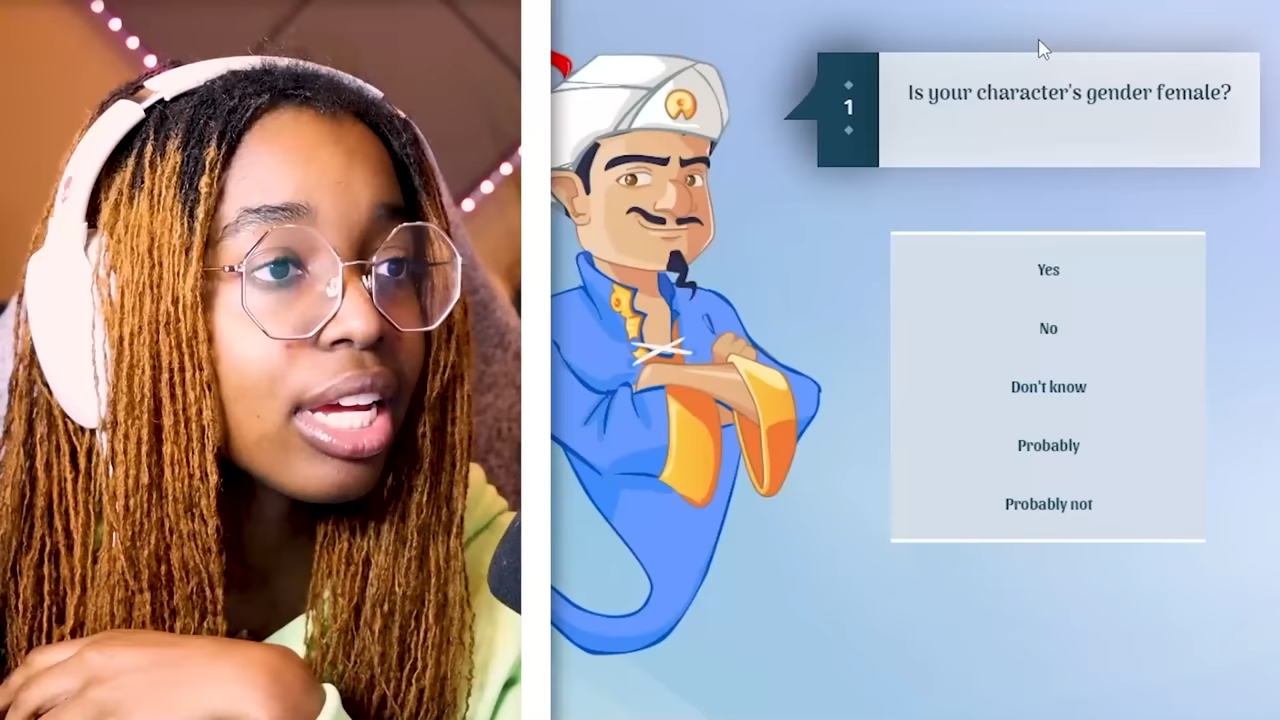 1
Is your character's gender female?
Yes
No
Don't know
Probably
Probably not